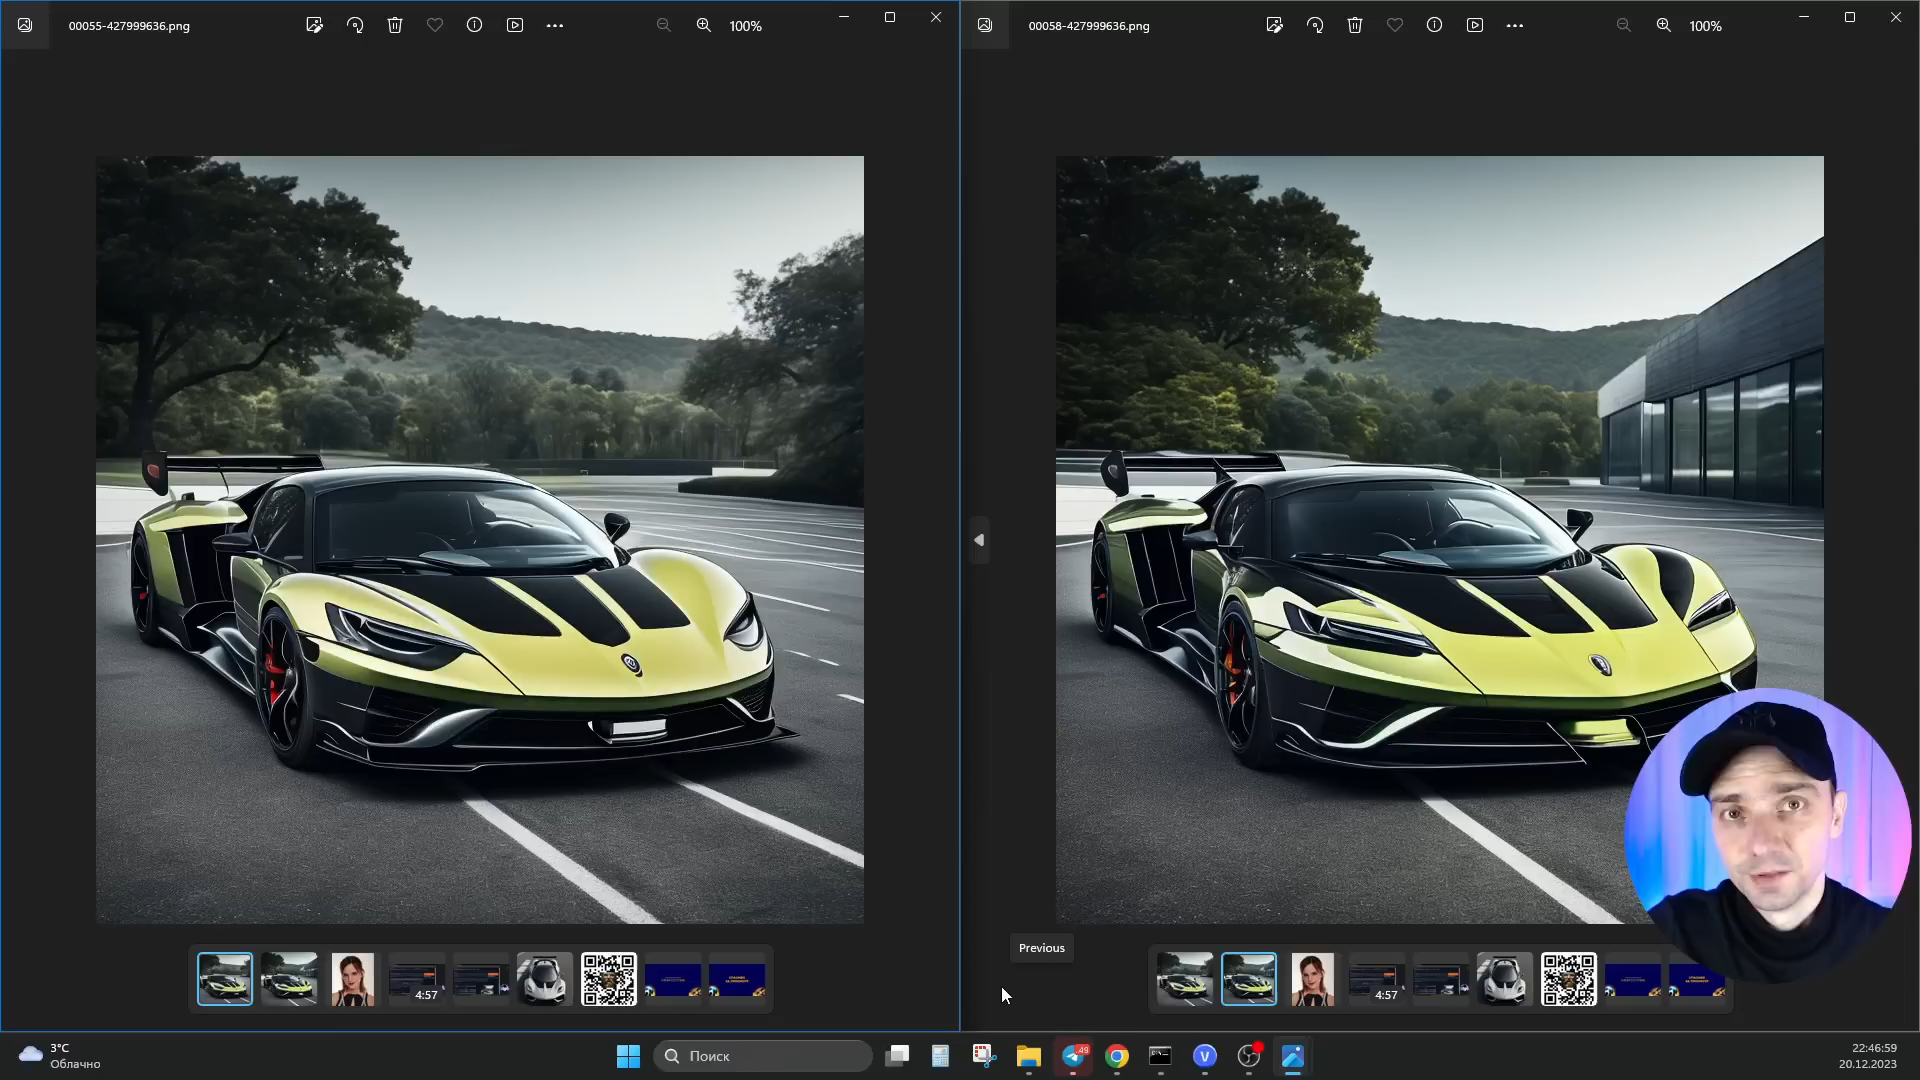 00055-427999636.png
100%
00058-427999636.png
100%
Previous
4:57
4:57
3°C
Облачно
Поиск
49
V
22:46:59
20.12.2023